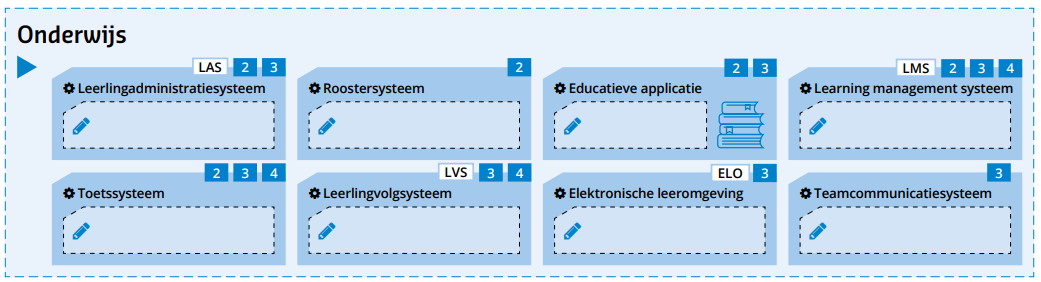 Onderwijs
LAS 2 3
Leerlingadministratiesysteem
2
Roostersysteem
2 3
Educatieve applicatie
LMS 2 3 4
Learning management systeem
2 3 4
Toetssysteem
LVS 3 4
Leerlingvolgsysteem
ELO 3
Elektronische leeromgeving
3
Teamcommunicatiesysteem